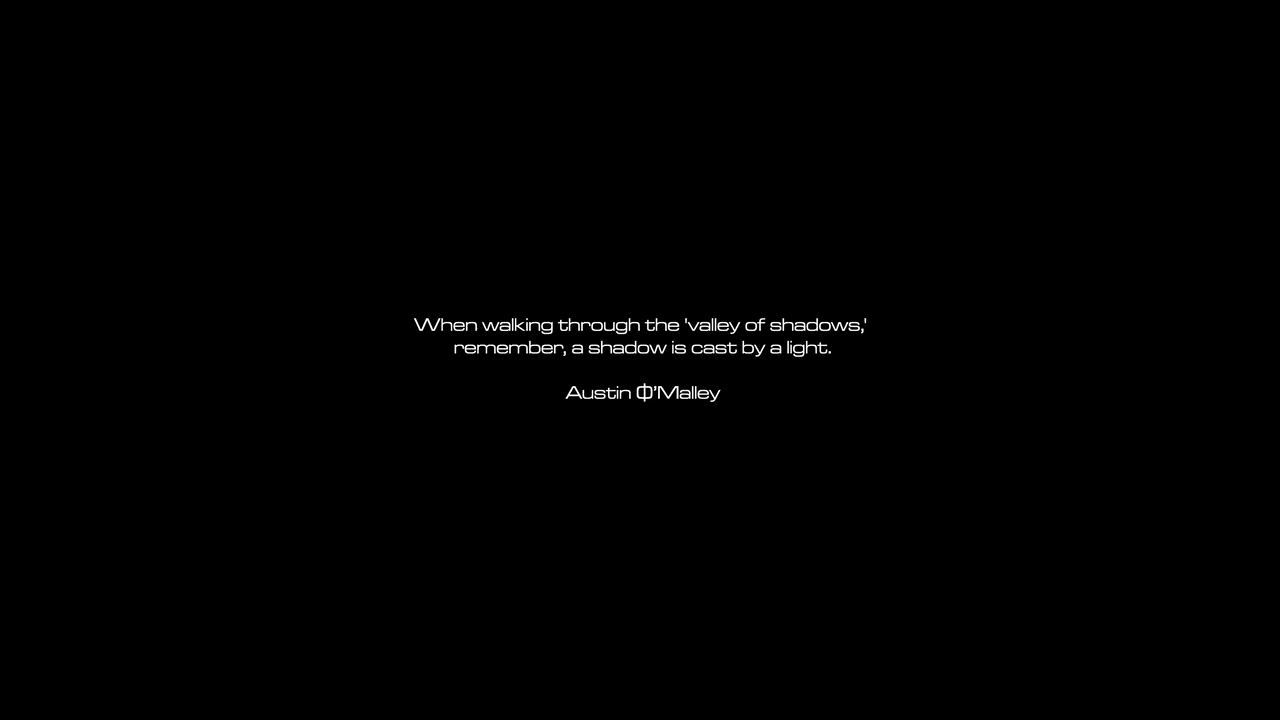 When walking through the 'valley of shadows,'
remember, a shadow is cast by a light.
Austin Ф’Malley